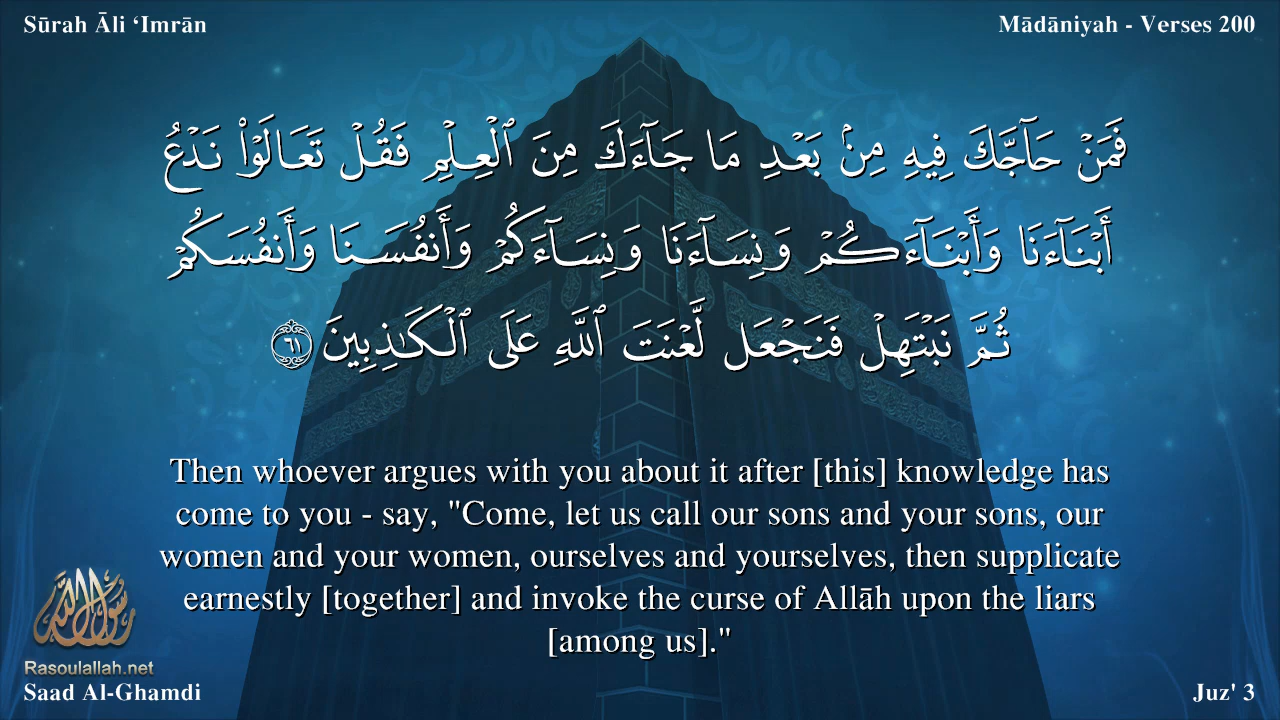 Sūrah Āli ‘Imrān
Mādāniyah - Verses 200
فَمَنْ حَآجَّكَ فِيهِ مِنۢ بَعْدِ مَا جَآءَكَ مِنَ ٱلْعِلْمِ فَقُلْ تَعَالَوْا۟ نَدْعُ
أَبْنَآءَنَا وَأَبْنَآءَكُمْ وَنِسَآءَنَا وَنِسَآءَكُمْ وَأَنفُسَنَا وَأَنفُسَكُمْ
ثُمَّ نَبْتَهِلْ فَنَجْعَل لَّعْنَتَ ٱللَّهِ عَلَى ٱلْكَـٰذِبِينَ ٦١
Then whoever argues with you about it after [this] knowledge has
come to you - say, "Come, let us call our sons and your sons, our
women and your women, ourselves and yourselves, then supplicate
earnestly [together] and invoke the curse of Allāh upon the liars
[among us]."
رسول الله
Rasoulallah.net
Saad Al-Ghamdi
Juz' 3